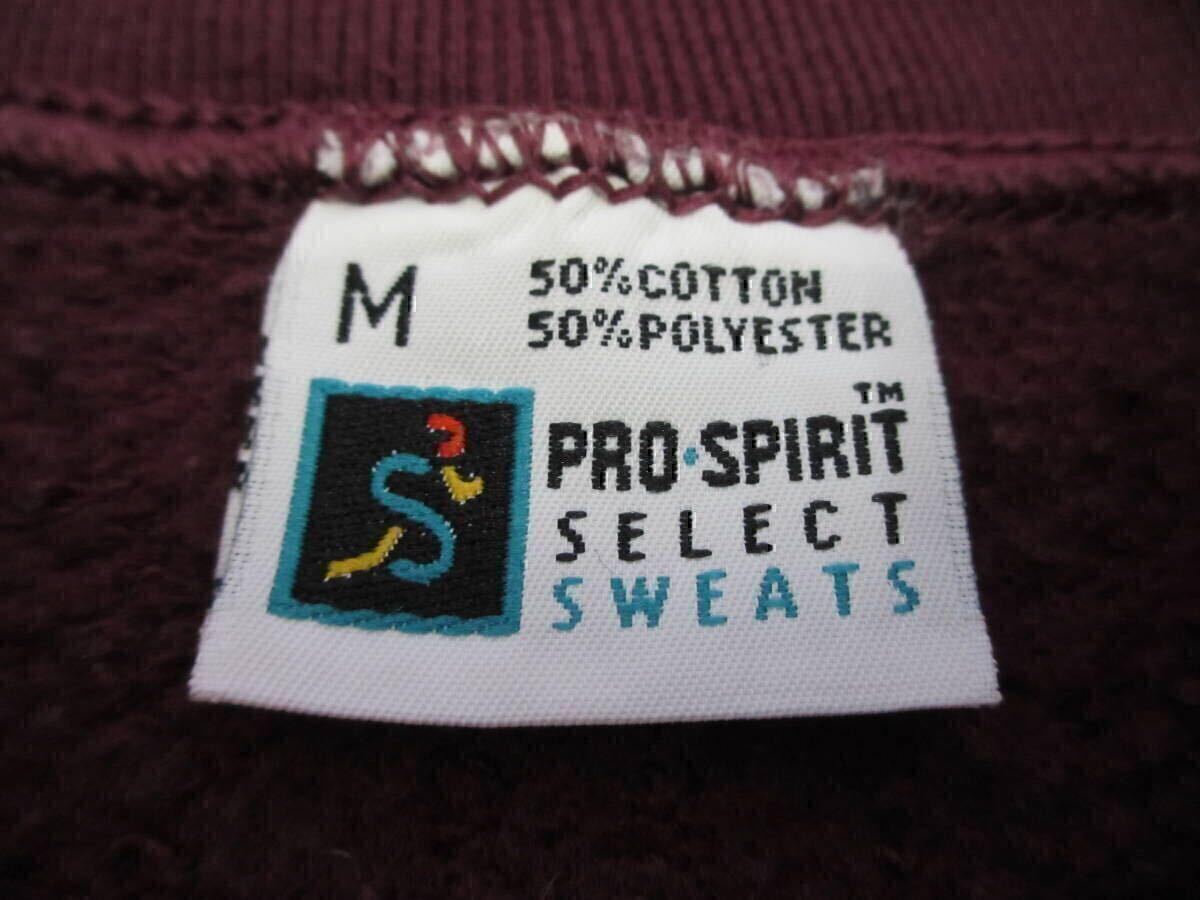 M
50% COTTON
50% POLYESTER
PRO·SPIRIT™
SELECT
SWEATS